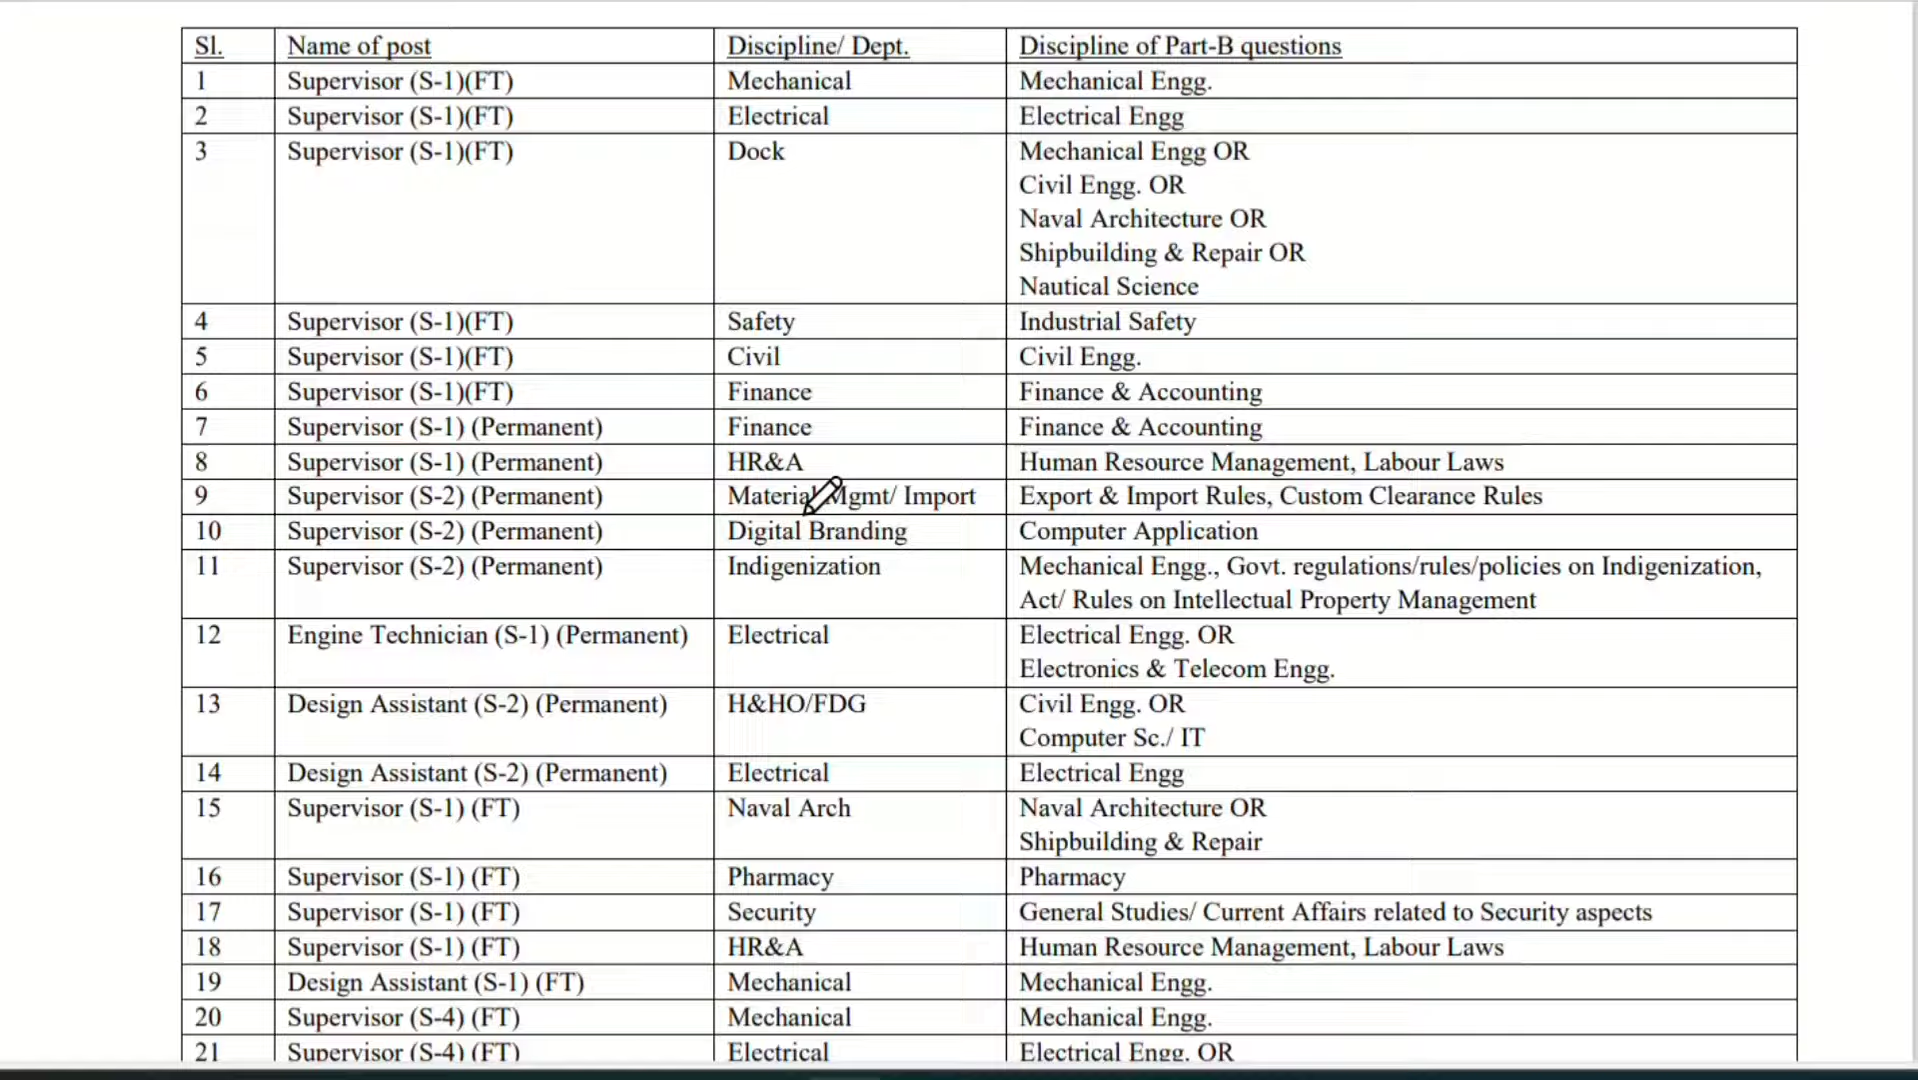 Sl. Name of post Discipline/ Dept. Discipline of Part-B questions
1 Supervisor (S-1)(FT) Mechanical Mechanical Engg.
2 Supervisor (S-1)(FT) Electrical Electrical Engg
3 Supervisor (S-1)(FT) Dock Mechanical Engg OR
Civil Engg. OR
Naval Architecture OR
Shipbuilding & Repair OR
Nautical Science
4 Supervisor (S-1)(FT) Safety Industrial Safety
5 Supervisor (S-1)(FT) Civil Civil Engg.
6 Supervisor (S-1)(FT) Finance Finance & Accounting
7 Supervisor (S-1) (Permanent) Finance Finance & Accounting
8 Supervisor (S-1) (Permanent) HR&A Human Resource Management, Labour Laws
9 Supervisor (S-2) (Permanent) Material Mgmt/ Import Export & Import Rules, Custom Clearance Rules
10 Supervisor (S-2) (Permanent) Digital Branding Computer Application
11 Supervisor (S-2) (Permanent) Indigenization Mechanical Engg., Govt. regulations/rules/policies on Indigenization,
Act/ Rules on Intellectual Property Management
12 Engine Technician (S-1) (Permanent) Electrical Electrical Engg. OR
Electronics & Telecom Engg.
13 Design Assistant (S-2) (Permanent) H&HO/FDG Civil Engg. OR
Computer Sc./ IT
14 Design Assistant (S-2) (Permanent) Electrical Electrical Engg
15 Supervisor (S-1) (FT) Naval Arch Naval Architecture OR
Shipbuilding & Repair
16 Supervisor (S-1) (FT) Pharmacy Pharmacy
17 Supervisor (S-1) (FT) Security General Studies/ Current Affairs related to Security aspects
18 Supervisor (S-1) (FT) HR&A Human Resource Management, Labour Laws
19 Design Assistant (S-1) (FT) Mechanical Mechanical Engg.
20 Supervisor (S-4) (FT) Mechanical Mechanical Engg.
21 Supervisor (S-4) (FT) Electrical Electrical Engg. OR